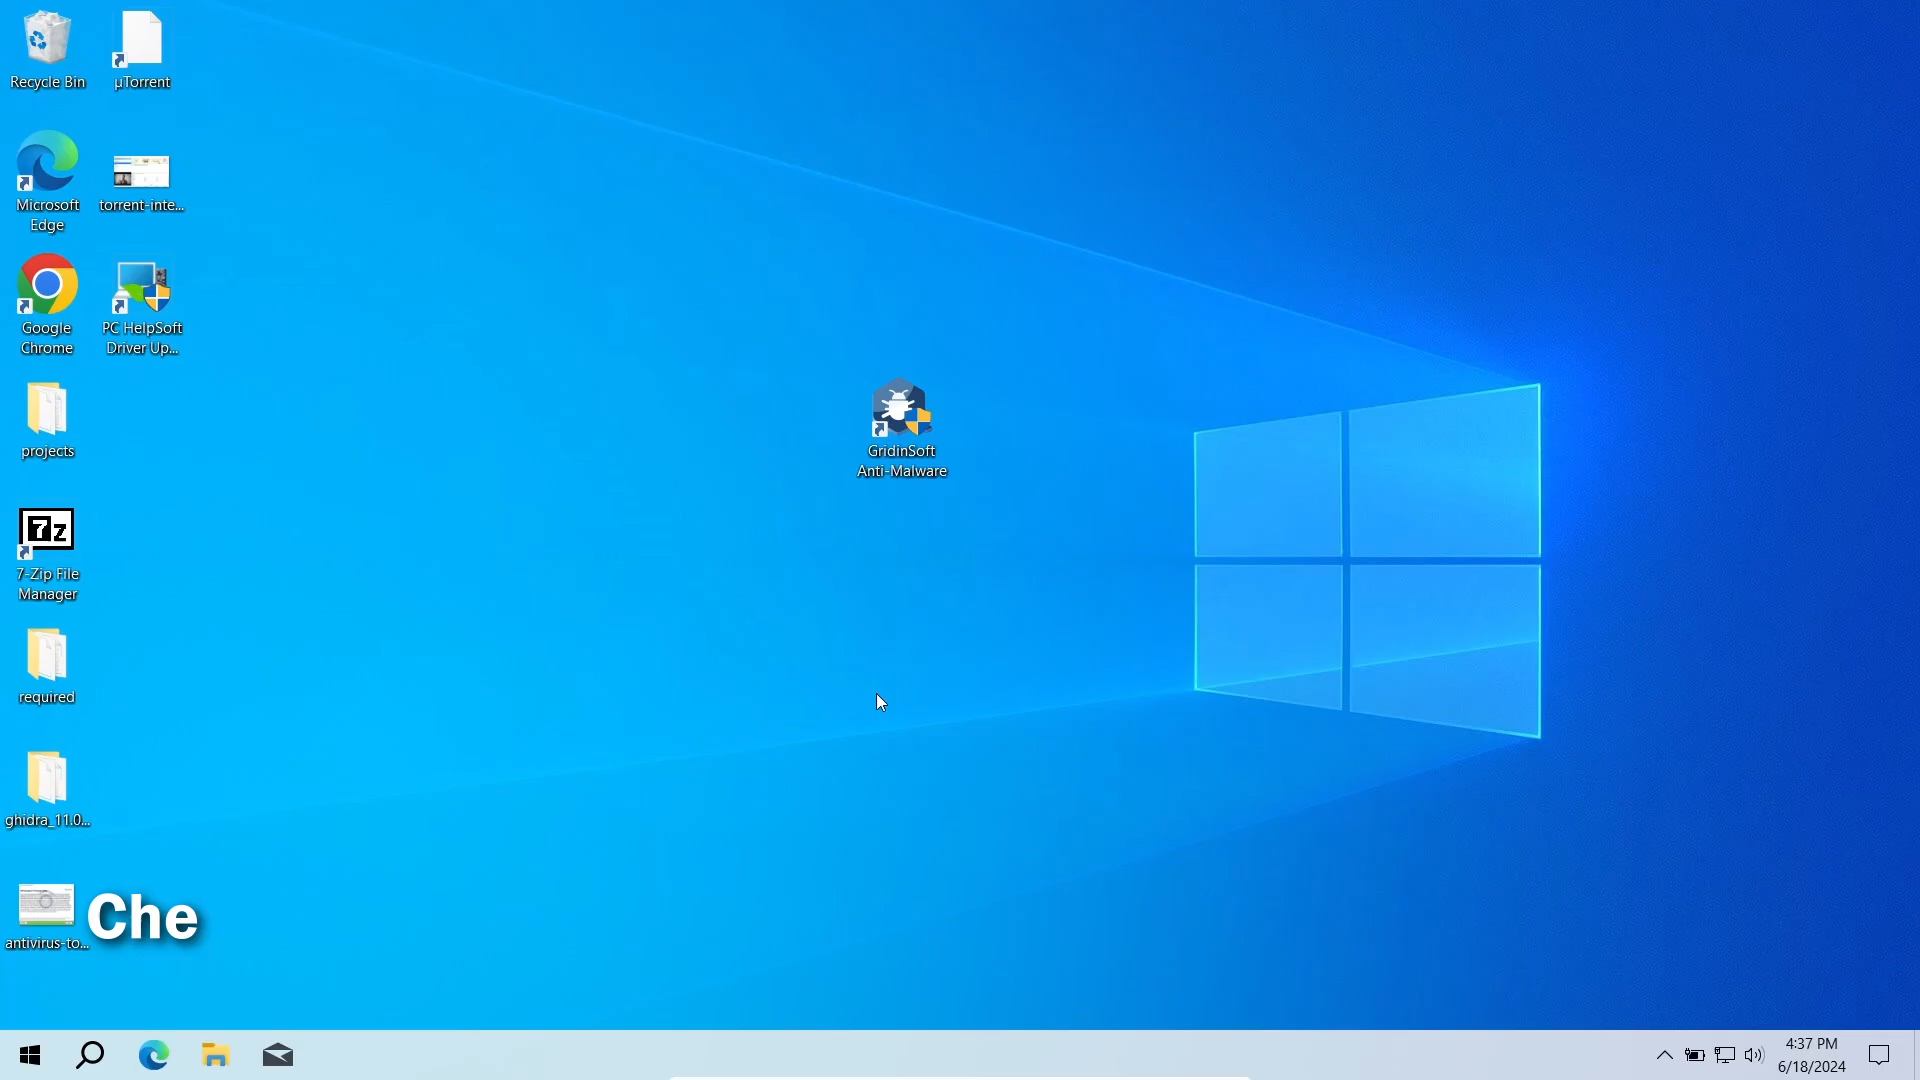 Recycle Bin
µTorrent
Microsoft
Edge
torrent-inte...
Google
Chrome
PC HelpSoft
Driver Up...
projects
GridinSoft
Anti-Malware
7z
7-Zip File
Manager
required
ghidra_11.0...
antivirus-to...
Che
4:37 PM
6/18/2024